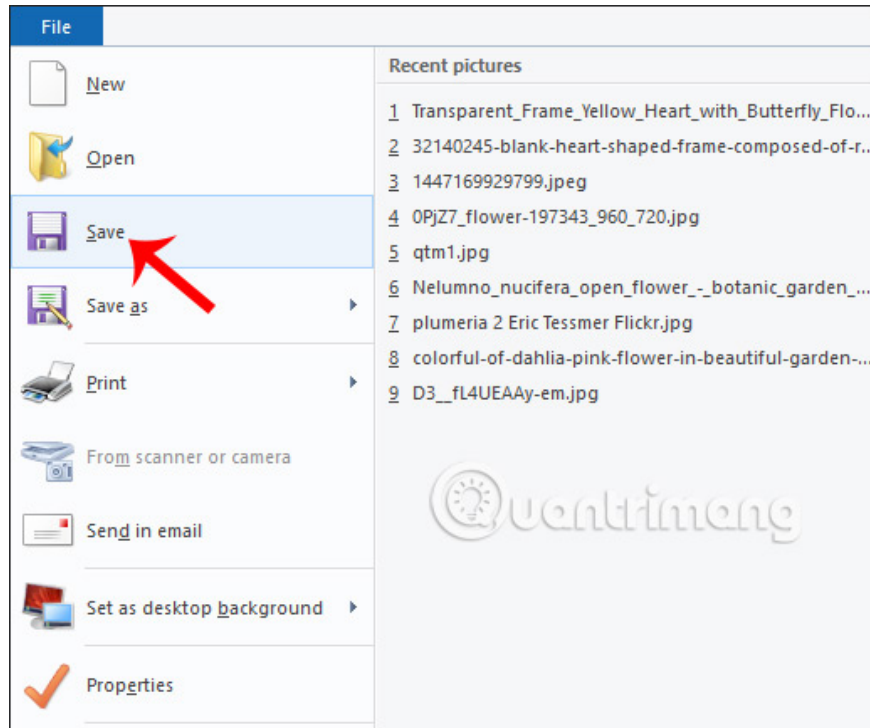 File
New
Open
Save
Save as
Print
From scanner or camera
Send in email
Set as desktop background
Properties
Recent pictures
1 Transparent_Frame_Yellow_Heart_with_Butterfly_Flo...
2 32140245-blank-heart-shaped-frame-composed-of-r...
3 1447169929799.jpeg
4 0PjZ7_flower-197343_960_720.jpg
5 qtm1.jpg
6 Nelumno_nucifera_open_flower_-_botanic_garden_...
7 plumeria 2 Eric Tessmer Flickr.jpg
8 colorful-of-dahlia-pink-flower-in-beautiful-garden-...
9 D3__fL4UEAAy-em.jpg
Quantrimang